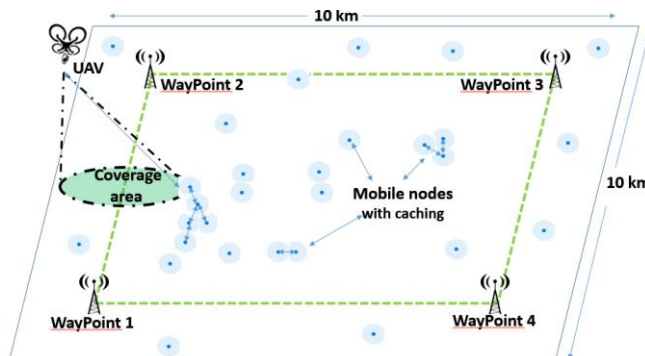 10 km
UAV
WayPoint 2
WayPoint 3
Coverage
area
Mobile nodes
with caching
10 km
WayPoint 1
WayPoint 4